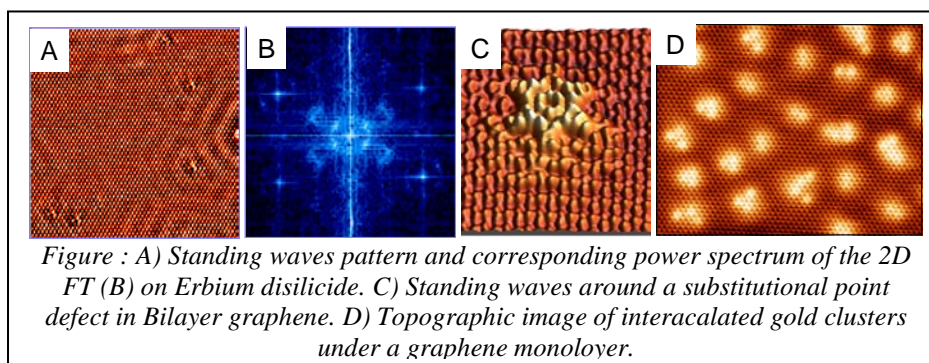 A
B
C
D
Figure : A) Standing waves pattern and corresponding power spectrum of the 2D
FT (B) on Erbium disilicide. C) Standing waves around a substitutional point
defect in Bilayer graphene. D) Topographic image of interacalated gold clusters
under a graphene monoloyer.